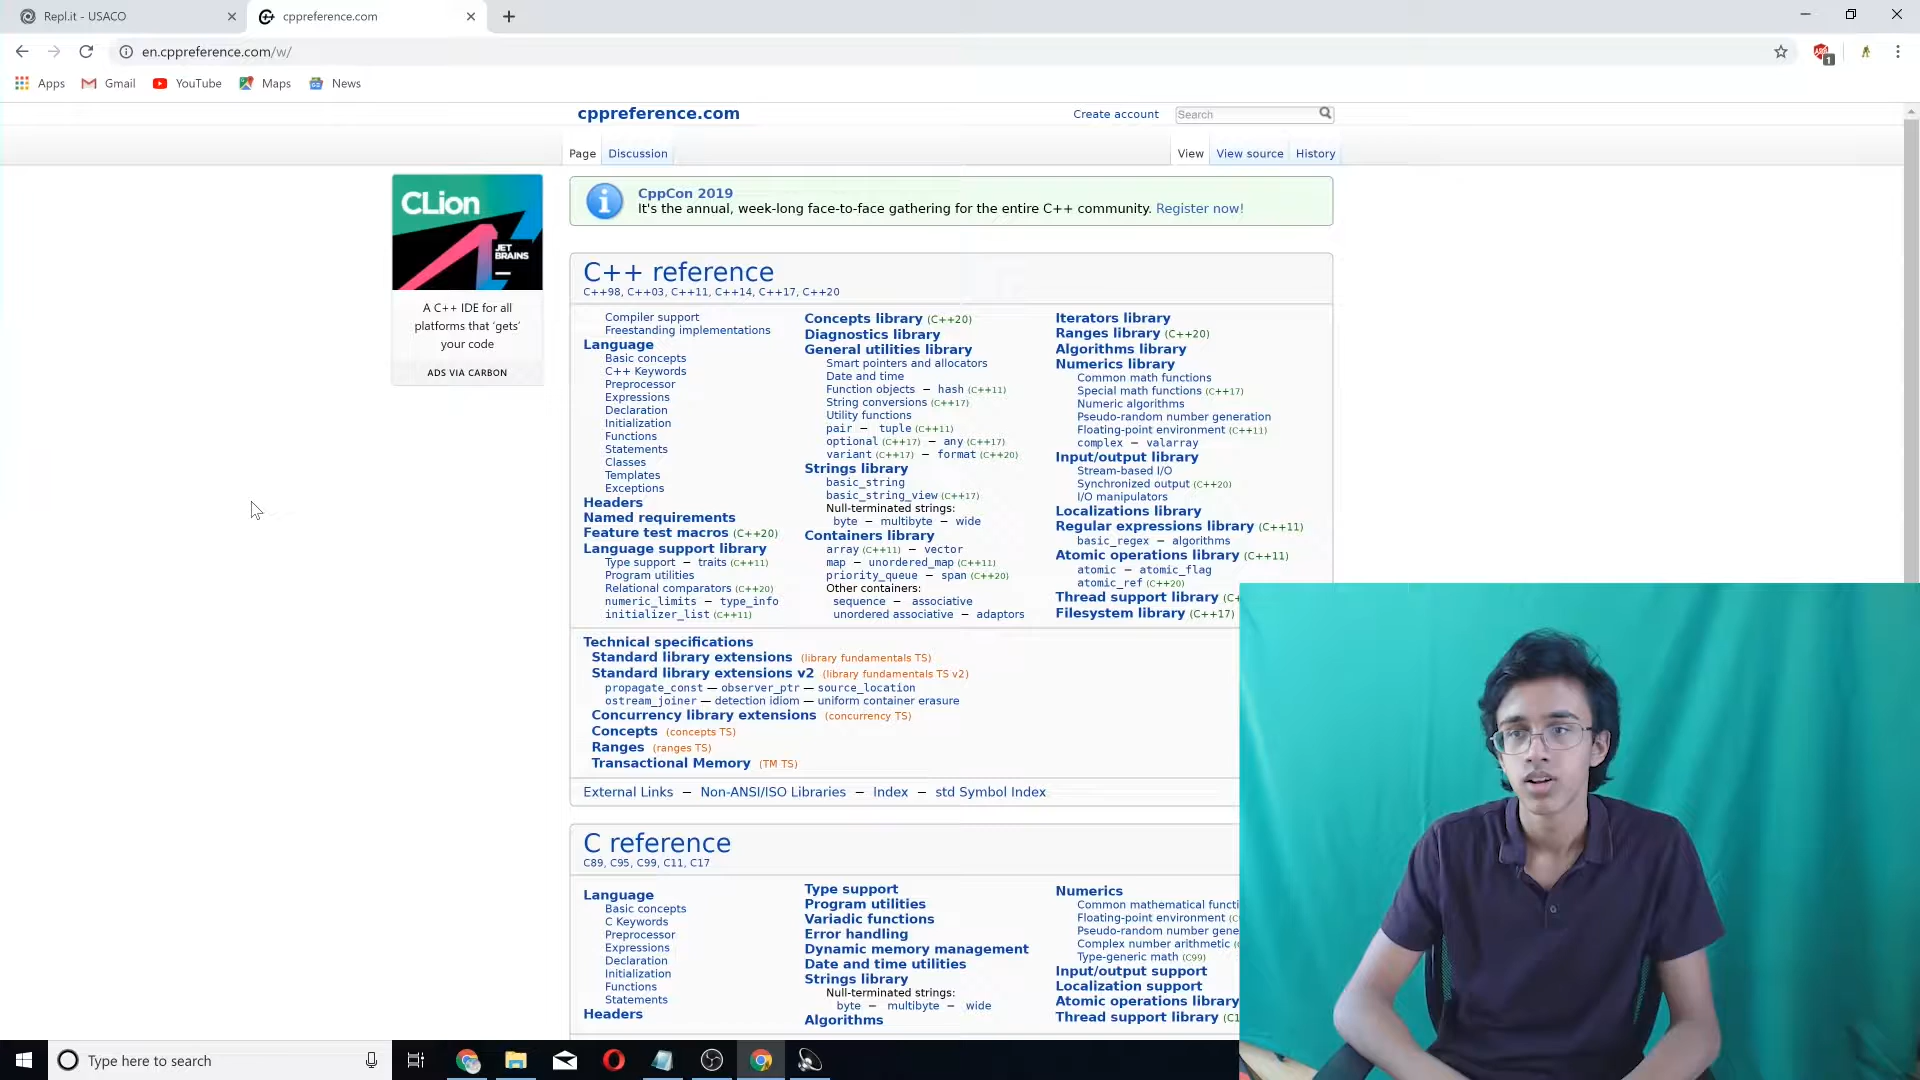 Repl.it - USACO
cppreference.com
en.cppreference.com/w/
1
Apps
Gmail
YouTube
Maps
News
cppreference.com
Create account
Search
Page
Discussion
View
View source
History
CLion
JET
BRAINS
A C++ IDE for all
platforms that 'gets'
your code
ADS VIA CARBON
CppCon 2019
It's the annual, week-long face-to-face gathering for the entire C++ community. Register now!
C++ reference
C++98, C++03, C++11, C++14, C++17, C++20
Compiler support
Freestanding implementations
Language
Basic concepts
C++ Keywords
Preprocessor
Expressions
Declaration
Initialization
Functions
Statements
Classes
Templates
Exceptions
Headers
Named requirements
Feature test macros (C++20)
Language support library
Type support − traits (C++11)
Program utilities
Relational comparators (C++20)
numeric_limits − type_info
initializer_list (C++11)
Concepts library (C++20)
Diagnostics library
General utilities library
Smart pointers and allocators
Date and time
Function objects − hash (C++11)
String conversions (C++17)
Utility functions
pair − tuple (C++11)
optional (C++17) − any (C++17)
variant (C++17) − format (C++20)
Strings library
basic_string
basic_string_view (C++17)
Null-terminated strings:
byte − multibyte − wide
Containers library
array (C++11) − vector
map − unordered_map (C++11)
priority_queue − span (C++20)
Other containers:
sequence − associative
unordered associative − adaptors
Iterators library
Ranges library (C++20)
Algorithms library
Numerics library
Common math functions
Special math functions (C++17)
Numeric algorithms
Pseudo-random number generation
Floating-point environment (C++11)
complex − valarray
Input/output library
Stream-based I/O
Synchronized output (C++20)
I/O manipulators
Localizations library
Regular expressions library (C++11)
basic_regex − algorithms
Atomic operations library (C++11)
atomic − atomic_flag
atomic_ref (C++20)
Thread support library (C+
Filesystem library (C++17)
Technical specifications
Standard library extensions (library fundamentals TS)
Standard library extensions v2 (library fundamentals TS v2)
propagate_const — observer_ptr — source_location
ostream_joiner — detection idiom — uniform container erasure
Concurrency library extensions (concurrency TS)
Concepts (concepts TS)
Ranges (ranges TS)
Transactional Memory (TM TS)
External Links − Non-ANSI/ISO Libraries − Index − std Symbol Index
C reference
C89, C95, C99, C11, C17
Language
Basic concepts
C Keywords
Preprocessor
Expressions
Declaration
Initialization
Functions
Statements
Headers
Type support
Program utilities
Variadic functions
Error handling
Dynamic memory management
Date and time utilities
Strings library
Null-terminated strings:
byte − multibyte − wide
Algorithms
Numerics
Common mathematical functi
Floating-point environment (C
Pseudo-random number gene
Complex number arithmetic (
Type-generic math (C99)
Input/output support
Localization support
Atomic operations library
Thread support library (C1
Type here to search